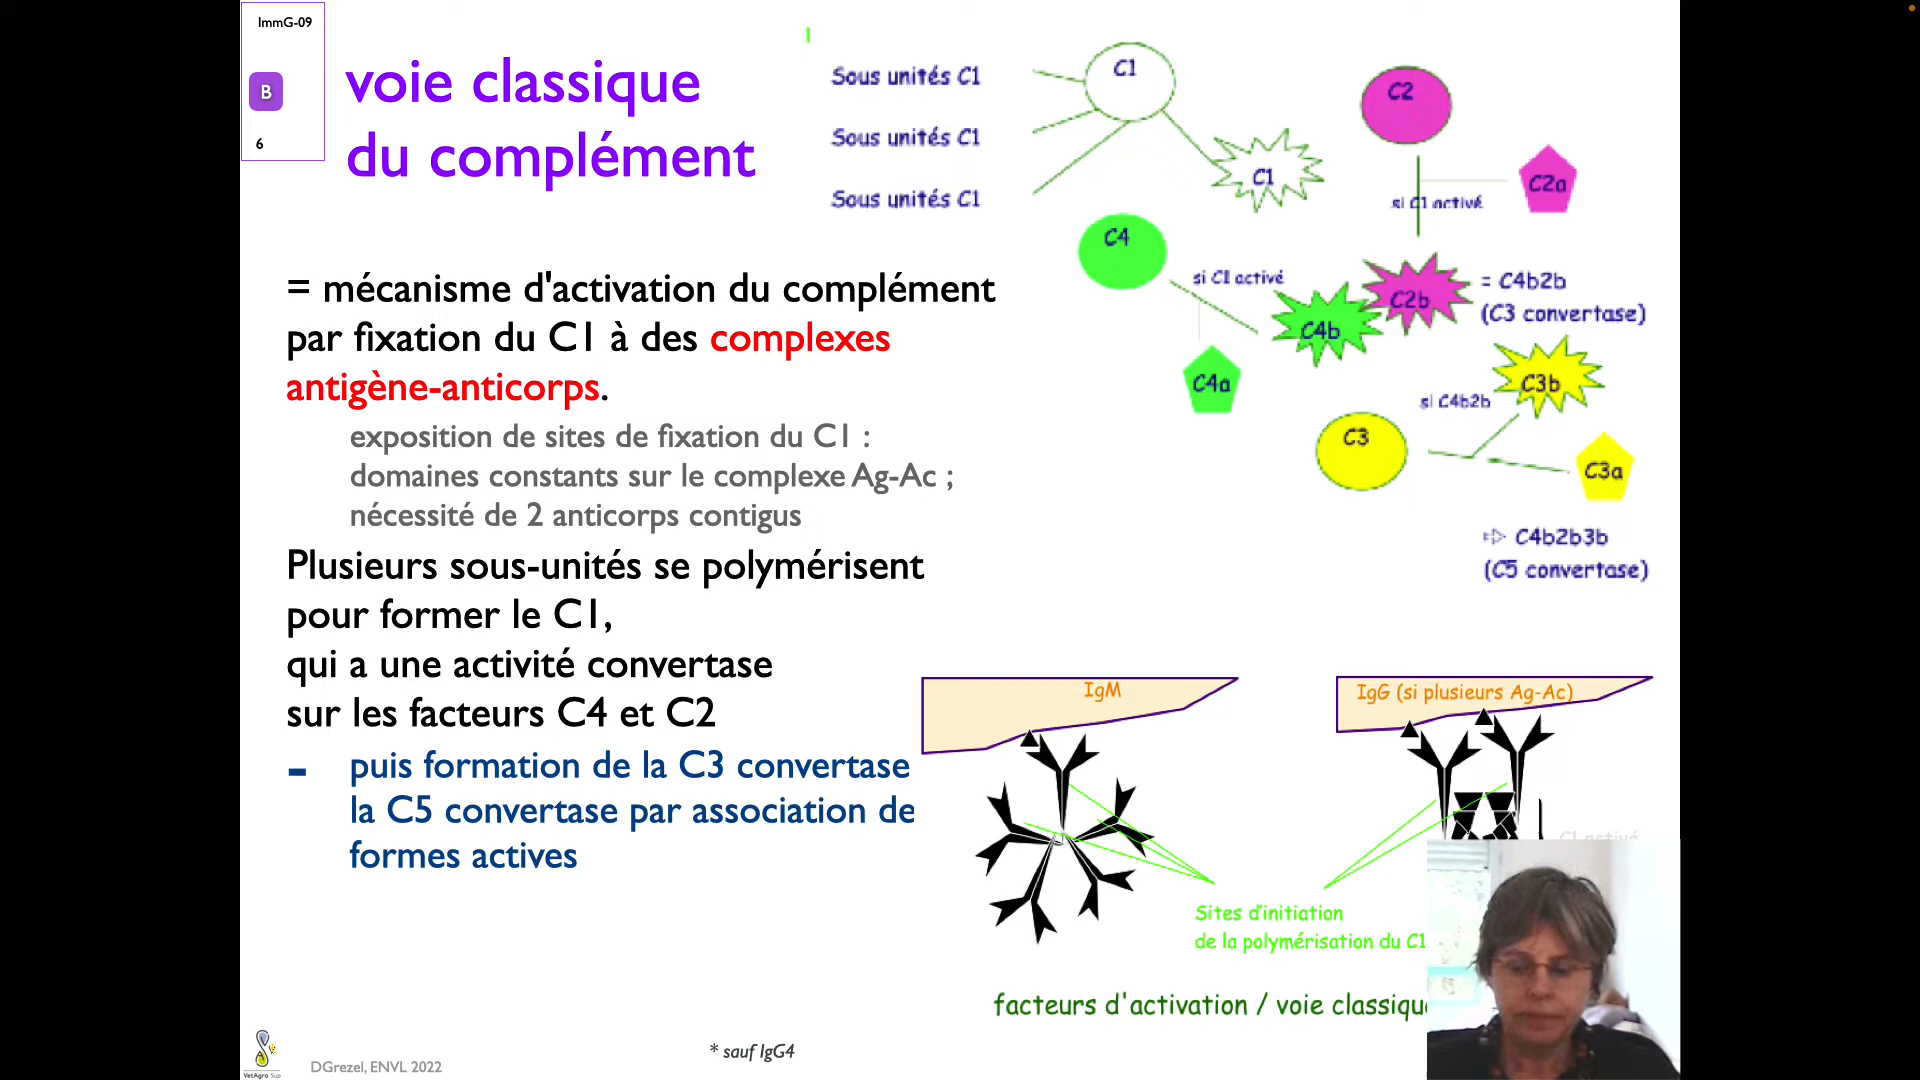 ImmG-09
B
6
voie classique
du complément
= mécanisme d'activation du complément
par fixation du C1 à des complexes
antigène-anticorps.
exposition de sites de fixation du C1 :
domaines constants sur le complexe Ag-Ac ;
nécessité de 2 anticorps contigus
Plusieurs sous-unités se polymérisent
pour former le C1,
qui a une activité convertase
sur les facteurs C4 et C2
- puis formation de la C3 convertase
la C5 convertase par association de
formes actives
Sous unités C1
Sous unités C1
Sous unités C1
C1
C1
C2
C2a
si C1 activé
C4
si C1 activé
C4a
C4b
C2b
= C4b2b
(C3 convertase)
C3b
si C4b2b
C3
C3a
⇨ C4b2b3b
(C5 convertase)
IgM
IgG (si plusieurs Ag-Ac)
C1 activé
Sites d'initiation
de la polymérisation du C1
facteurs d'activation / voie classiqu
* sauf IgG4
VetAgro Sup
DGrezel, ENVL 2022